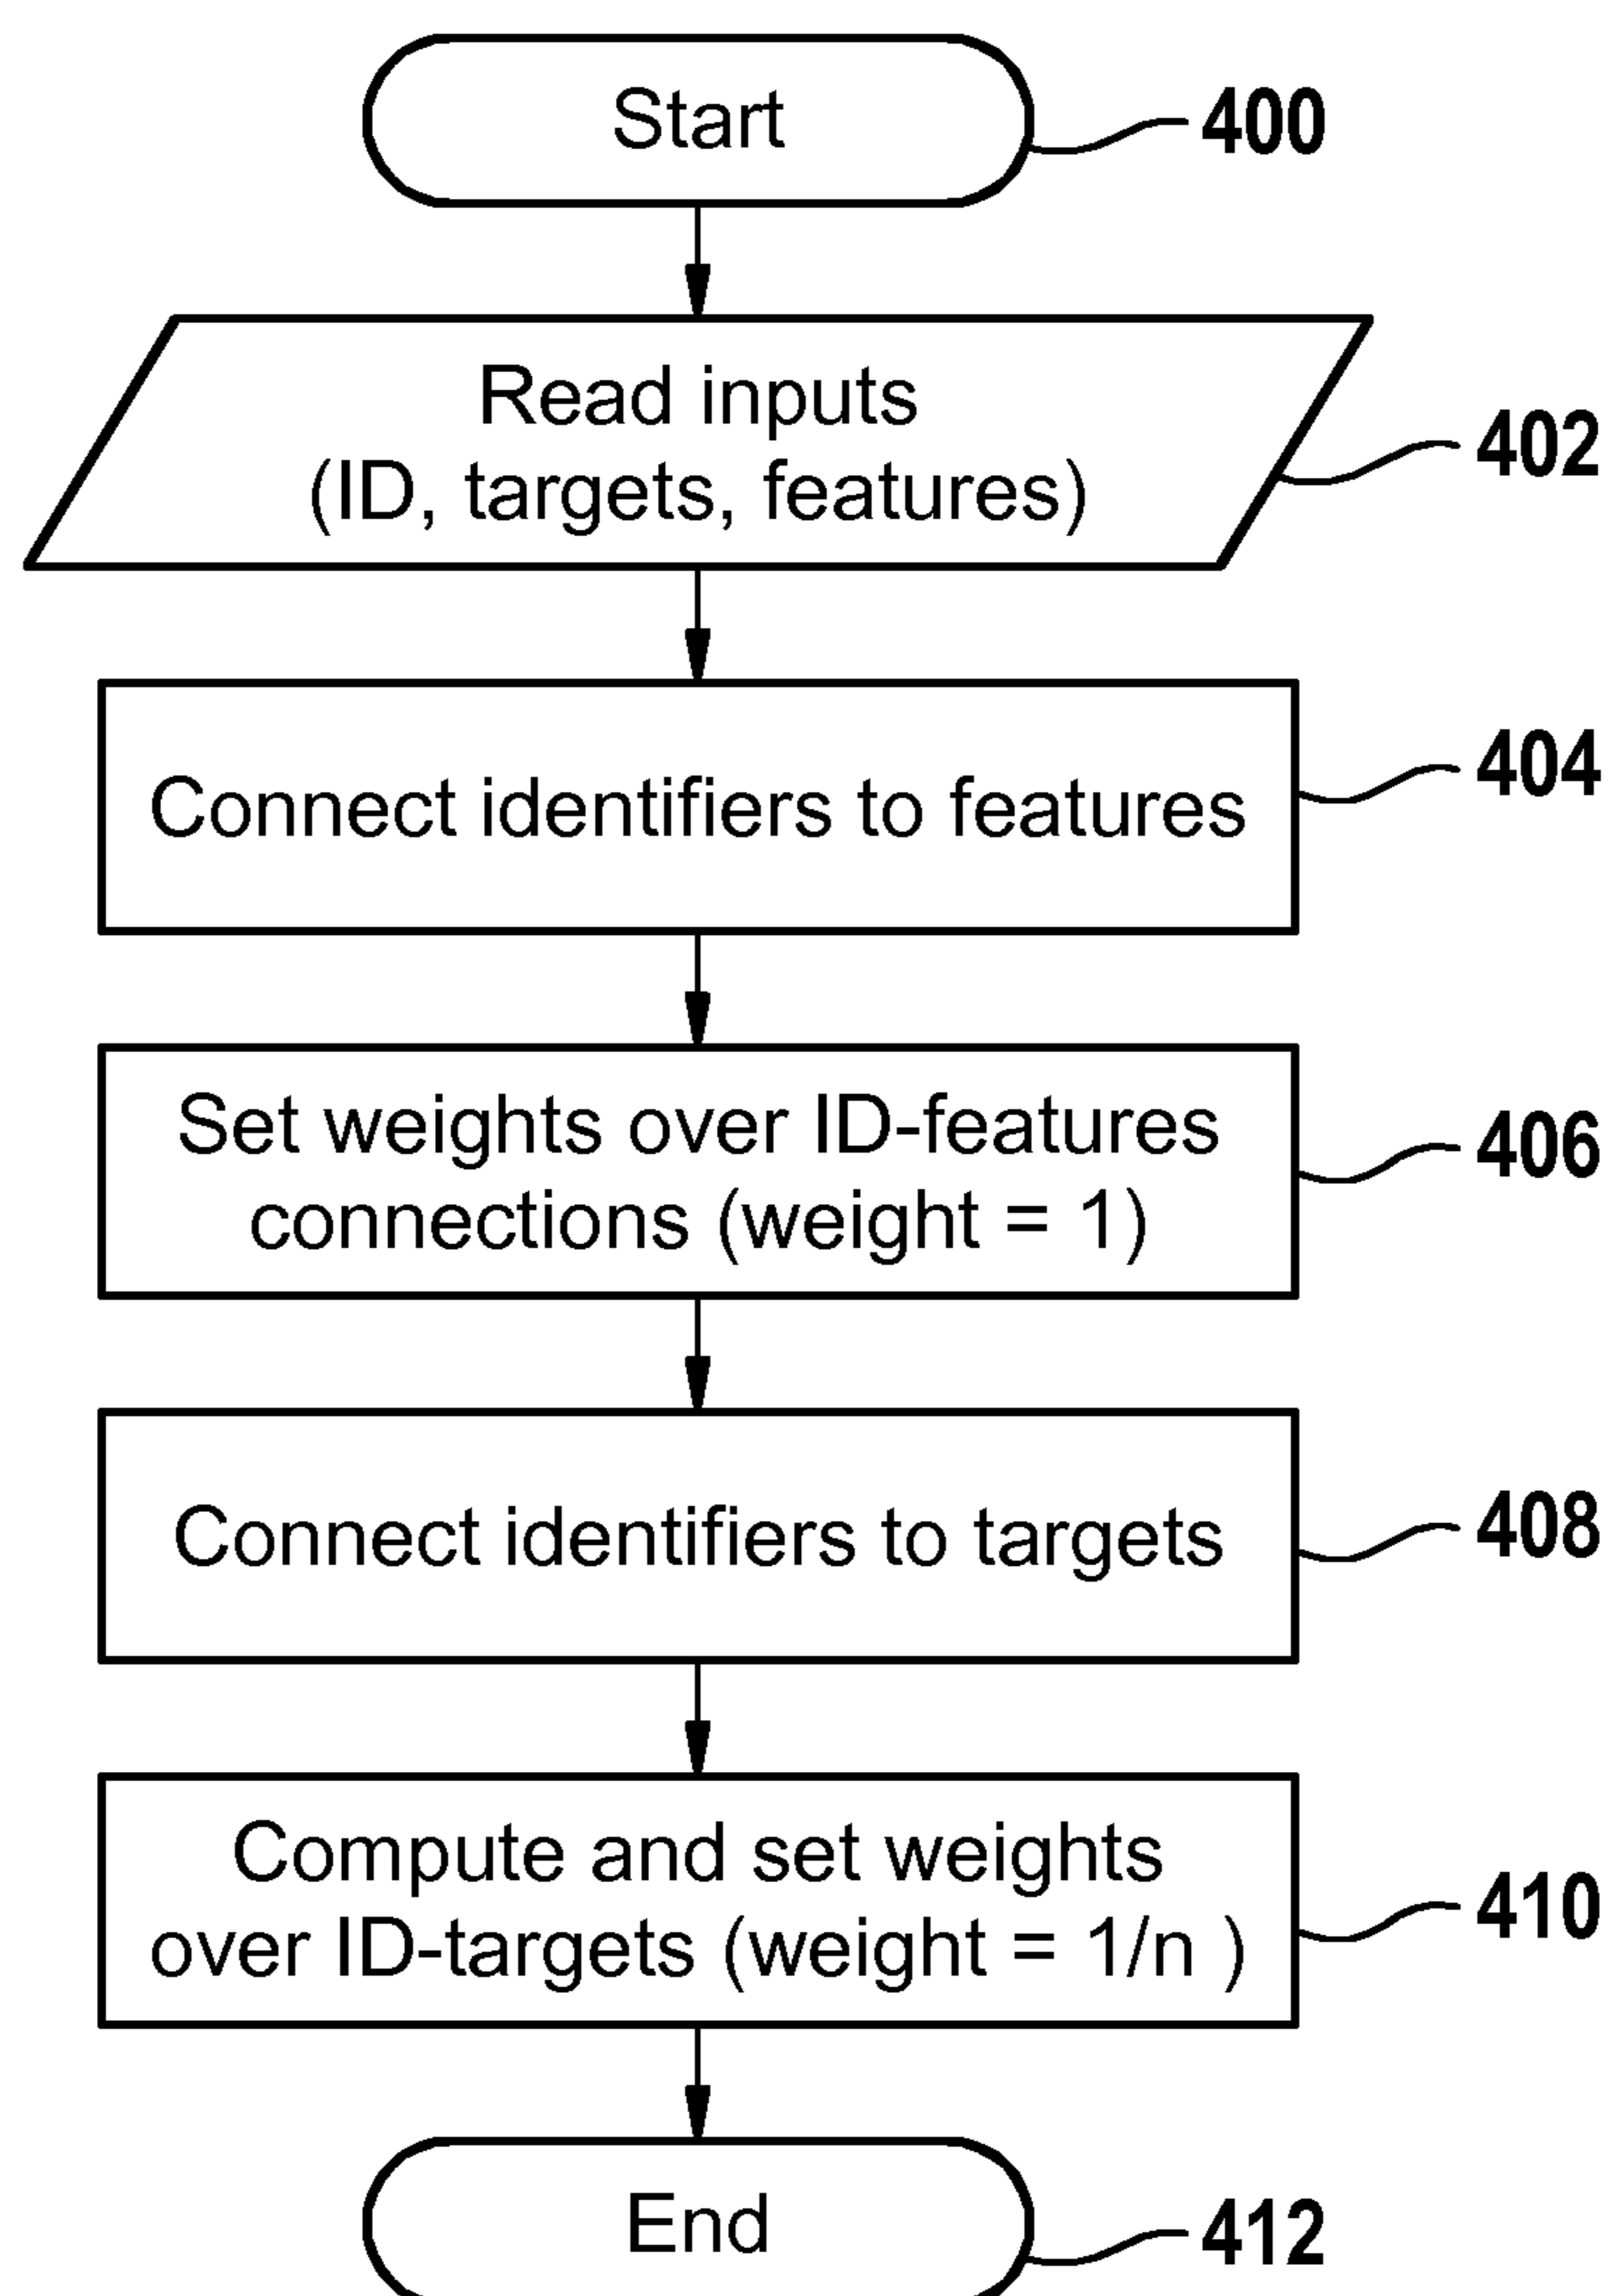 Start
400
Read inputs
(ID, targets, features)
402
Connect identifiers to features
404
Set weights over ID-features
connections (weight = 1)
406
Connect identifiers to targets
408
Compute and set weights
over ID-targets (weight = 1/n )
410
End
412